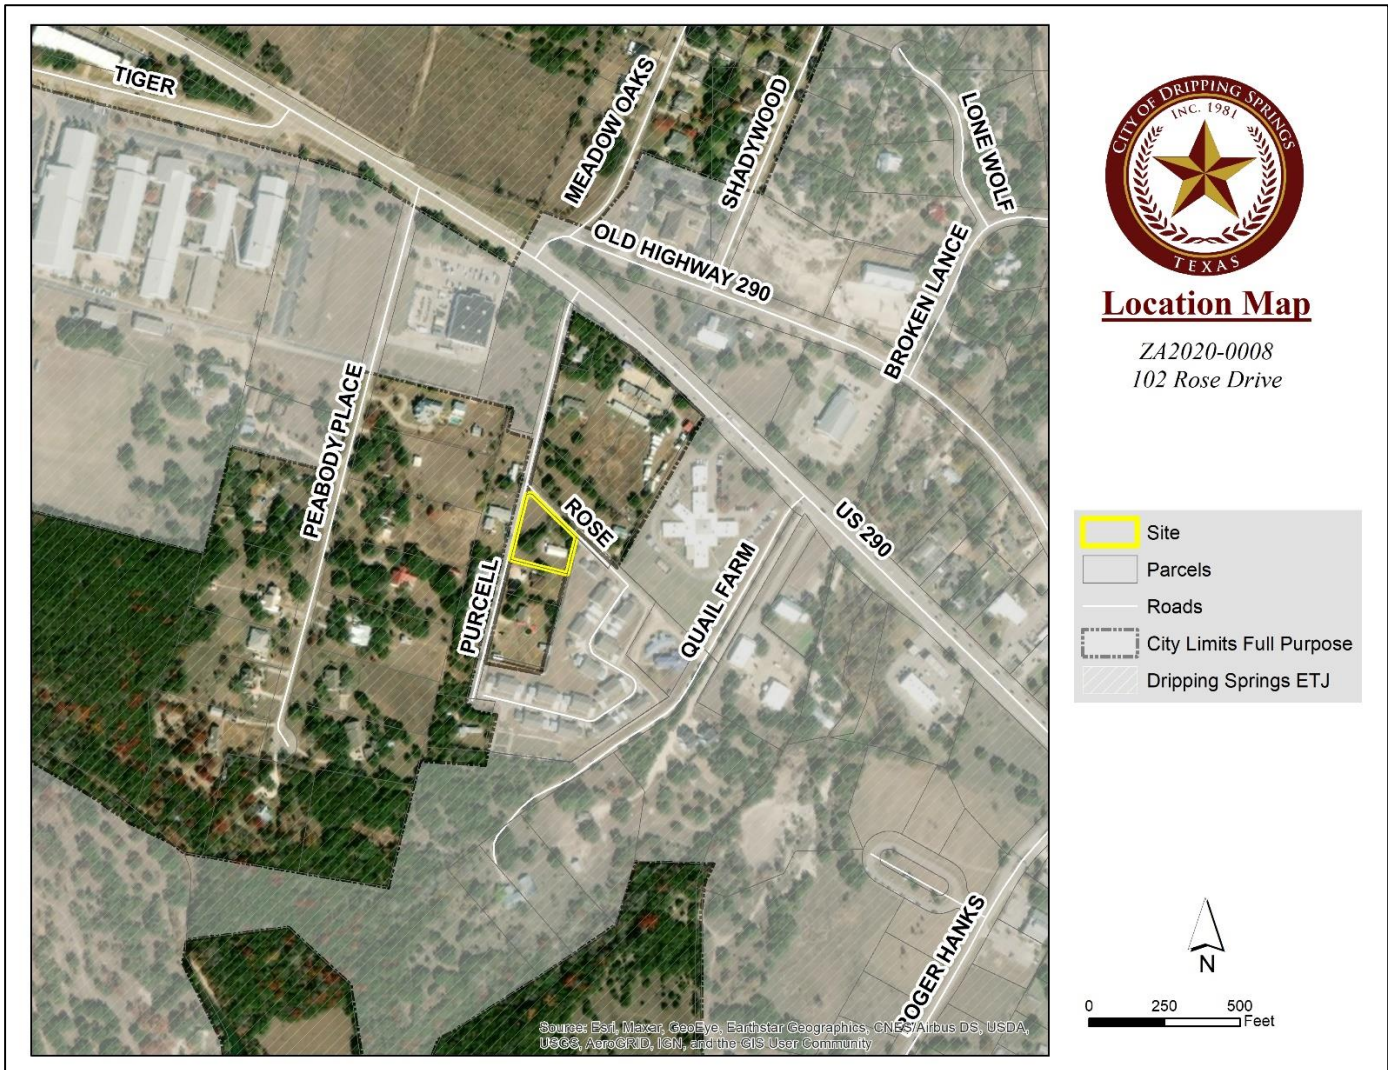 TIGER
MEADOW OAKS
SHADYWOOD
LONE WOLF
OLD HIGHWAY 290
BROKEN LANCE
PEABODY PLACE
ROSE
PURCELL
QUAIL FARM
US 290
ROGER HANKS
Source: Esri, Maxar, GeoEye, Earthstar Geographics, CNES/Airbus DS, USDA,
USGS, AeroGRID, IGN, and the GIS User Community
CITY OF DRIPPING SPRINGS
INC. 1981
TEXAS
Location Map
ZA2020-0008
102 Rose Drive
Site
Parcels
Roads
City Limits Full Purpose
Dripping Springs ETJ
N
0 250 500
Feet